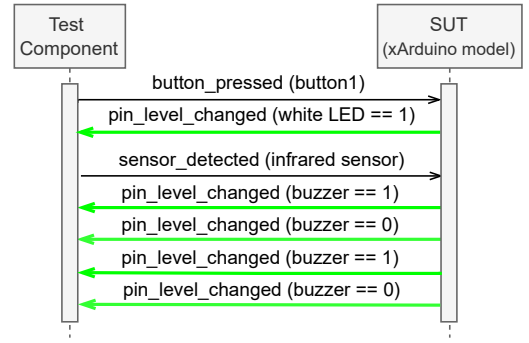 Test
Component
SUT
(xArduino model)
button_pressed (button1)
pin_level_changed (white LED == 1)
sensor_detected (infrared sensor)
pin_level_changed (buzzer == 1)
pin_level_changed (buzzer == 0)
pin_level_changed (buzzer == 1)
pin_level_changed (buzzer == 0)